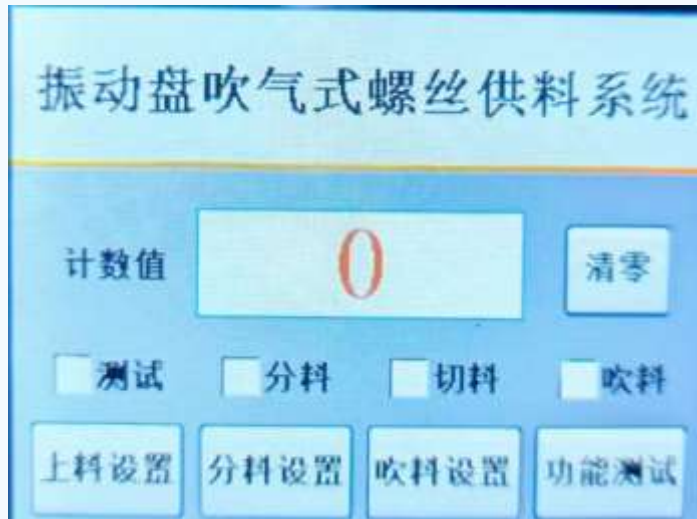 振动盘吹气式螺丝供料系统
计数值 0 清零
测试 分料 切料 吹料
上料设置 分料设置 吹料设置 功能测试